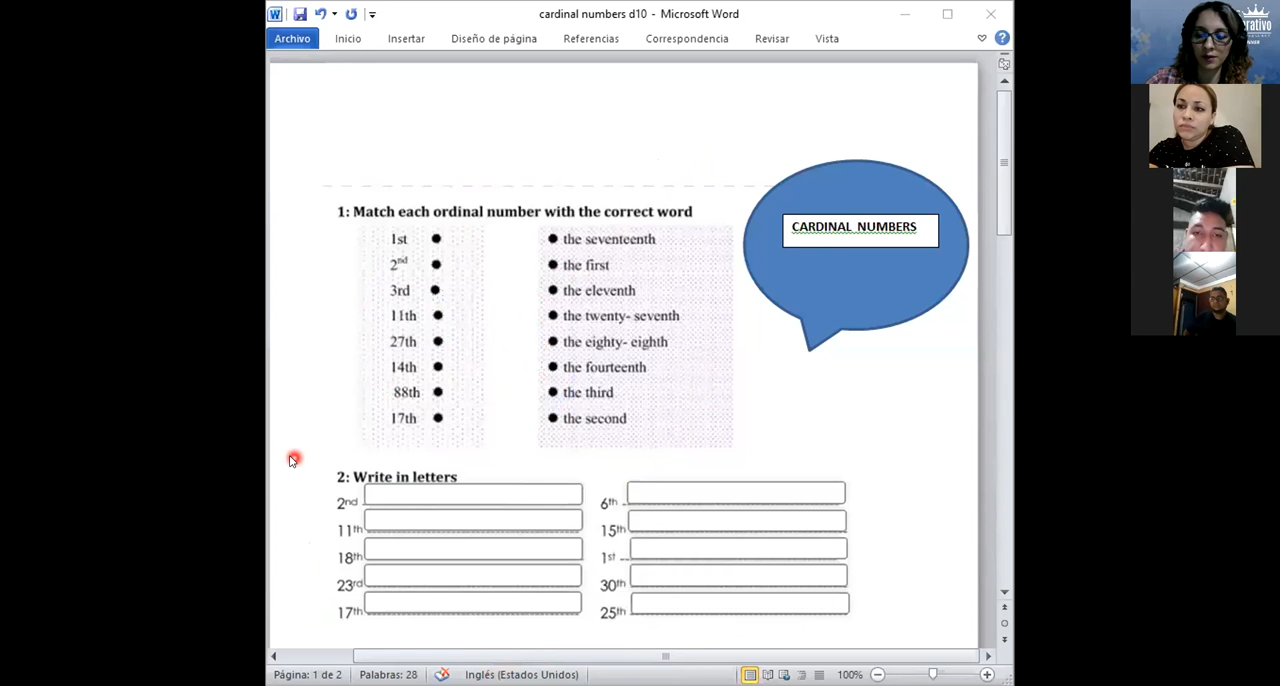 cardinal numbers d10 - Microsoft Word
Archivo Inicio Insertar Diseño de página Referencias Correspondencia Revisar Vista
1: Match each ordinal number with the correct word
1st the seventeenth
2nd the first
3rd the eleventh
11th the twenty- seventh
27th the eighty- eighth
14th the fourteenth
88th the third
17th the second
CARDINAL NUMBERS
2: Write in letters
2nd 6th
11th 15th
18th 1st
23rd 30th
17th 25th
Página: 1 de 2 Palabras: 28 Inglés (Estados Unidos) 100%